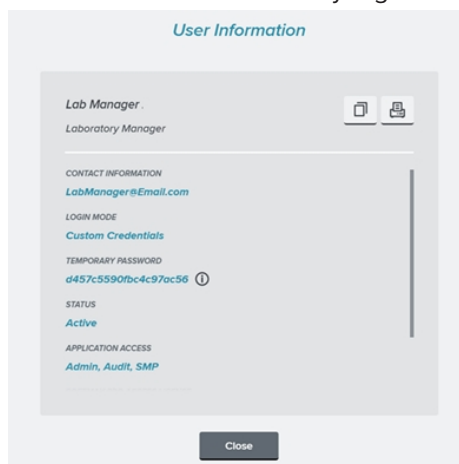 User Information
Lab Manager .
Laboratory Manager
CONTACT INFORMATION
LabManager@Email.com
LOGIN MODE
Custom Credentials
TEMPORARY PASSWORD
d457c5590fbc4c97ac56
STATUS
Active
APPLICATION ACCESS
Admin, Audit, SMP
Close